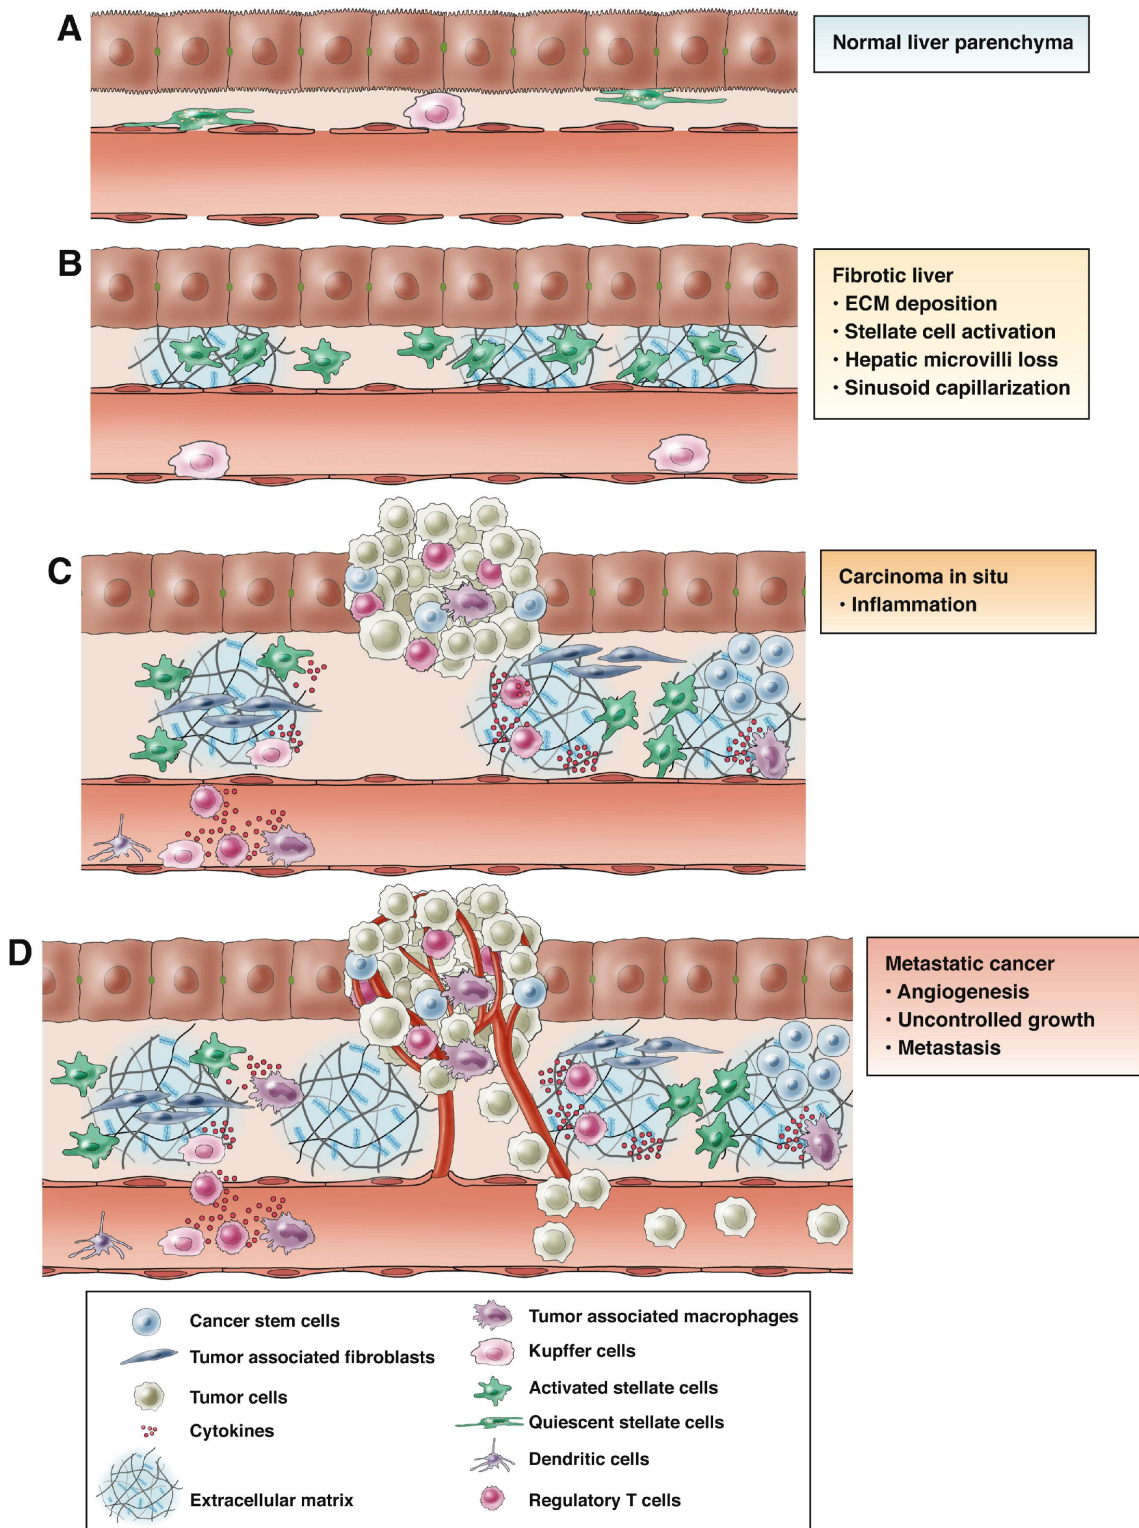 A
Normal liver parenchyma
B
Fibrotic liver
• ECM deposition
• Stellate cell activation
• Hepatic microvilli loss
• Sinusoid capillarization
C
Carcinoma in situ
• Inflammation
D
Metastatic cancer
• Angiogenesis
• Uncontrolled growth
• Metastasis
Cancer stem cells
Tumor associated fibroblasts
Tumor cells
Cytokines
Extracellular matrix
Tumor associated macrophages
Kupffer cells
Activated stellate cells
Quiescent stellate cells
Dendritic cells
Regulatory T cells